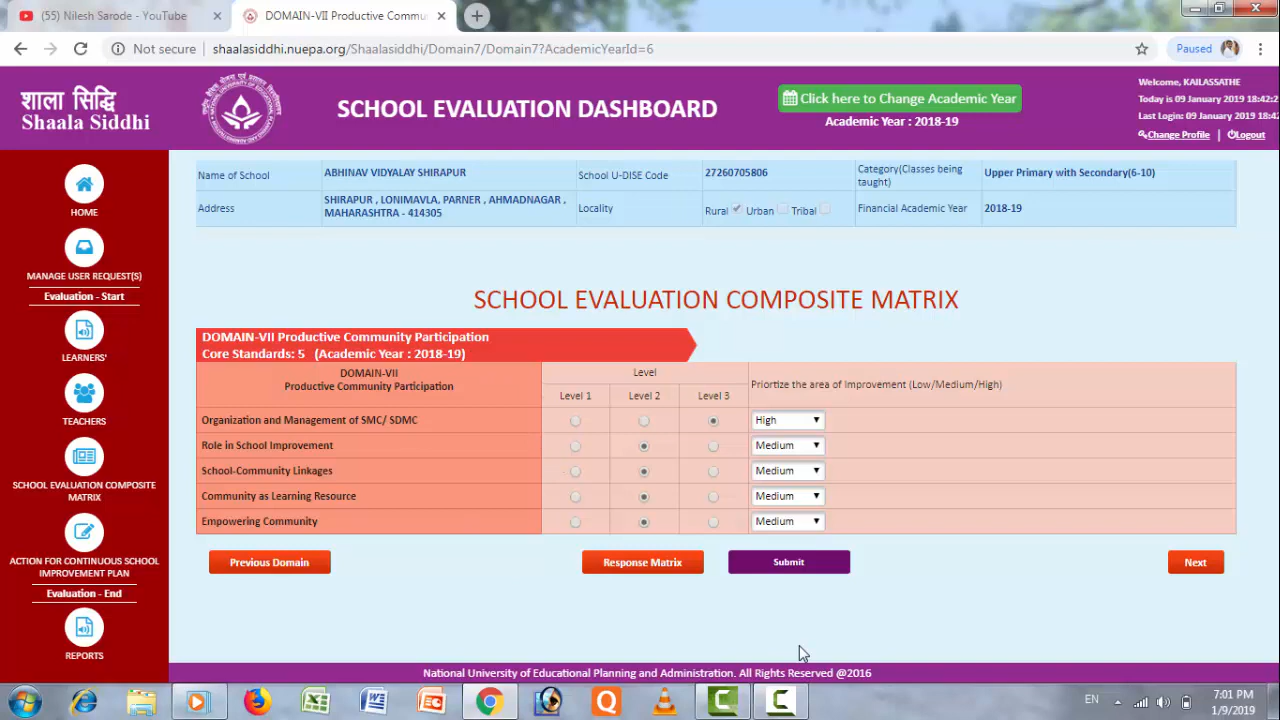 (55) Nilesh Sarode - YouTube
DOMAIN-VII Productive Commu
Not secure
shaalasiddhi.nuepa.org/Shaalasiddhi/Domain7/Domain7?AcademicYearId=6
Paused
शाला सिद्धि
Shaala Siddhi
SCHOOL EVALUATION DASHBOARD
Click here to Change Academic Year
Academic Year : 2018-19
Welcome, KAILASSATHE
Today is 09 January 2019 18:42:2
Last Login: 09 January 2019 18:42
Change Profile | Logout
HOME
MANAGE USER REQUEST(S)
Evaluation - Start
LEARNERS'
TEACHERS
SCHOOL EVALUATION COMPOSITE
MATRIX
ACTION FOR CONTINUOUS SCHOOL
IMPROVEMENT PLAN
Evaluation - End
REPORTS
Name of School
ABHINAV VIDYALAY SHIRAPUR
School U-DISE Code
27260705806
Category(Classes being
taught)
Upper Primary with Secondary(6-10)
Address
SHIRAPUR , LONIMAVLA, PARNER , AHMADNAGAR ,
MAHARASHTRA - 414305
Locality
Rural Urban Tribal
Financial Academic Year
2018-19
SCHOOL EVALUATION COMPOSITE MATRIX
DOMAIN-VII Productive Community Participation
Core Standards: 5 (Academic Year : 2018-19)
DOMAIN-VII
Productive Community Participation
Level
Level 1 Level 2 Level 3
Priortize the area of Improvement (Low/Medium/High)
Organization and Management of SMC/ SDMC High
Role in School Improvement Medium
School-Community Linkages Medium
Community as Learning Resource Medium
Empowering Community Medium
Previous Domain
Response Matrix
Submit
Next
National University of Educational Planning and Administration. All Rights Reserved @2016
EN
7:01 PM
1/9/2019